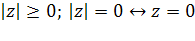 |z| ≥ 0; |z| = 0 ↔ z = 0